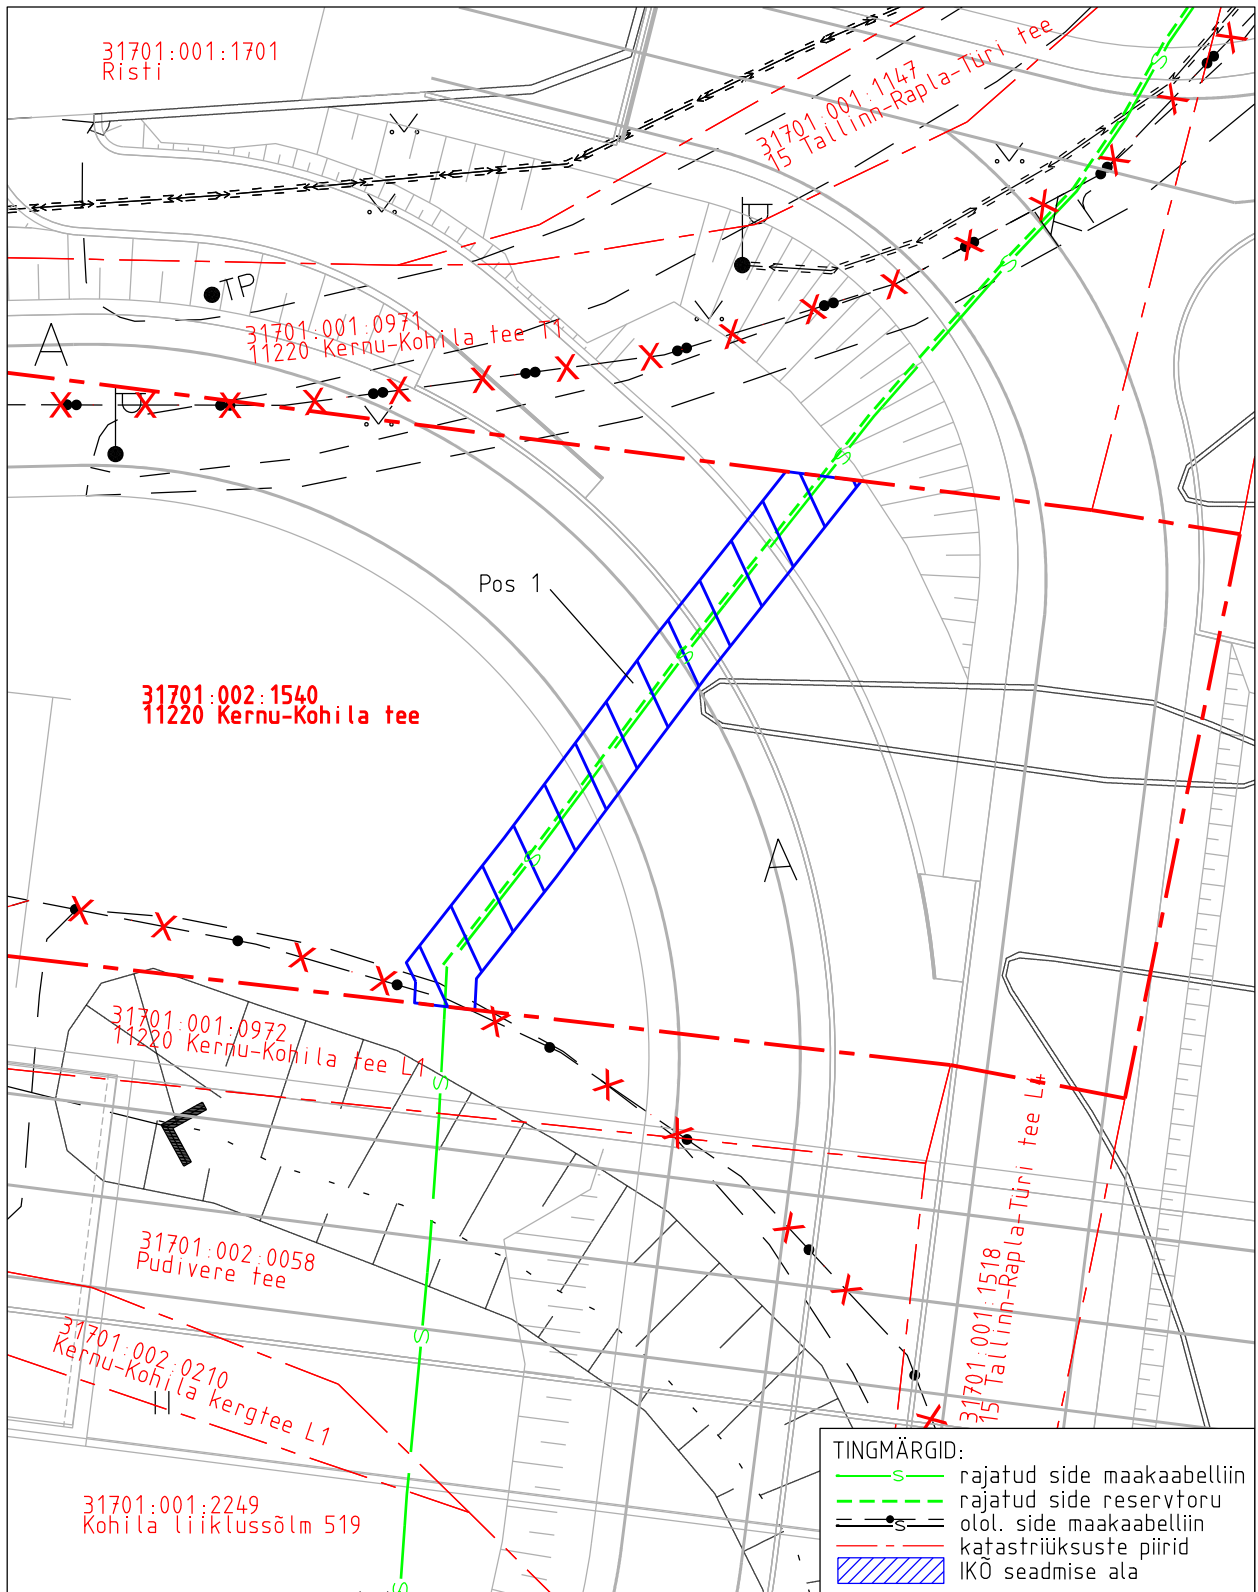 31701:001:1701
Risti
31701:001:1147
15 Tallinn-Rapla-Türi tee
Kr
TP
A
31701:001:0971
11220 Kernu-Kohila tee T1
Pos 1
31701:002:1540
11220 Kernu-Kohila tee
A
31701:001:0972
11220 Kernu-Kohila tee L1
31701:002:0058
Pudivere tee
31701:002:0210
Kernu-Kohila kergtee L1
31701:001:2249
Kohila liiklussõlm 519
31701:001:1518
15 Tallinn-Rapla-Türi tee L4
S
S
S
S
S
S
S
S
TINGMÄRGID:
S rajatud side maakaabelliin
rajatud side reservtoru
S olol. side maakaabelliin
katastriüksuste piirid
IKÕ seadmise ala